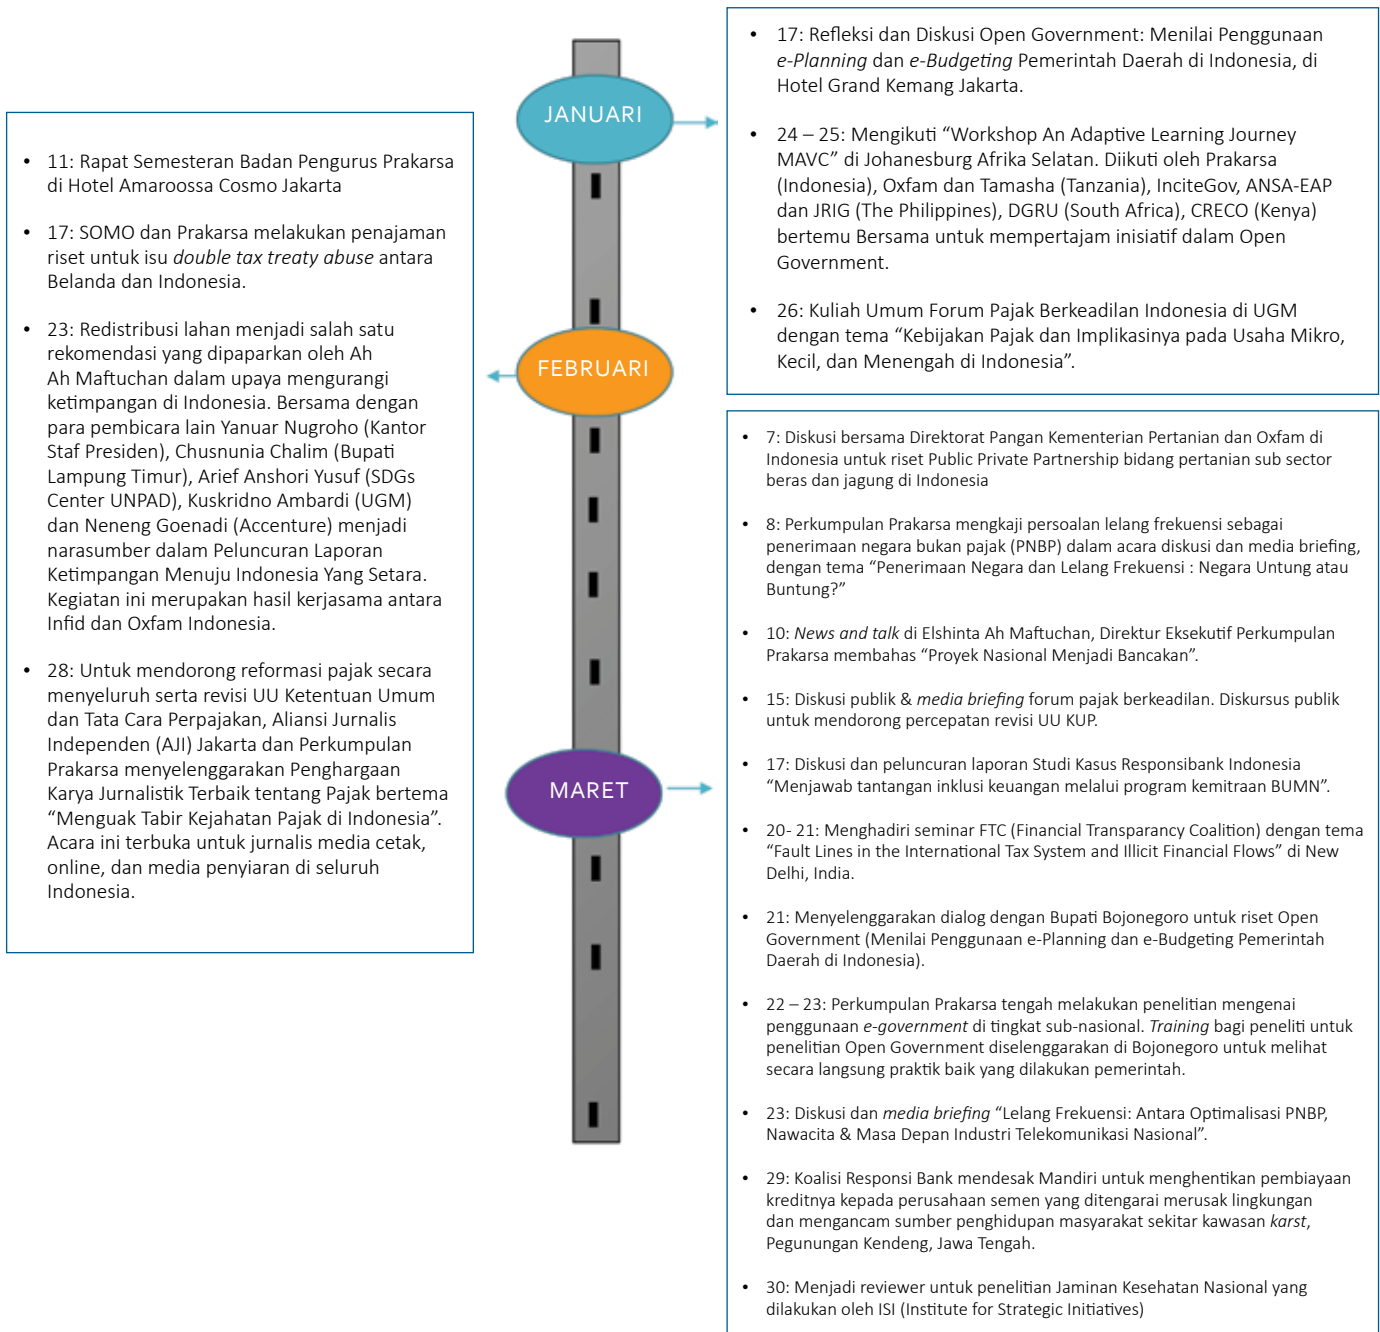 JANUARI
• 17: Refleksi dan Diskusi Open Government: Menilai Penggunaan
e-Planning dan e-Budgeting Pemerintah Daerah di Indonesia, di
Hotel Grand Kemang Jakarta.
• 24 – 25: Mengikuti “Workshop An Adaptive Learning Journey
MAVC” di Johanesburg Afrika Selatan. Diikuti oleh Prakarsa
(Indonesia), Oxfam dan Tamasha (Tanzania), InciteGov, ANSA-EAP
dan JRIG (The Philippines), DGRU (South Africa), CRECO (Kenya)
bertemu Bersama untuk mempertajam inisiatif dalam Open
Government.
• 26: Kuliah Umum Forum Pajak Berkeadilan Indonesia di UGM
dengan tema “Kebijakan Pajak dan Implikasinya pada Usaha Mikro,
Kecil, dan Menengah di Indonesia”.
FEBRUARI
• 11: Rapat Semesteran Badan Pengurus Prakarsa
di Hotel Amaroossa Cosmo Jakarta
• 17: SOMO dan Prakarsa melakukan penajaman
riset untuk isu double tax treaty abuse antara
Belanda dan Indonesia.
• 23: Redistribusi lahan menjadi salah satu
rekomendasi yang dipaparkan oleh Ah
Ah Maftuchan dalam upaya mengurangi
ketimpangan di Indonesia. Bersama dengan
para pembicara lain Yanuar Nugroho (Kantor
Staf Presiden), Chusnunia Chalim (Bupati
Lampung Timur), Arief Anshori Yusuf (SDGs
Center UNPAD), Kuskridno Ambardi (UGM)
dan Neneng Goenadi (Accenture) menjadi
narasumber dalam Peluncuran Laporan
Ketimpangan Menuju Indonesia Yang Setara.
Kegiatan ini merupakan hasil kerjasama antara
Infid dan Oxfam Indonesia.
• 28: Untuk mendorong reformasi pajak secara
menyeluruh serta revisi UU Ketentuan Umum
dan Tata Cara Perpajakan, Aliansi Jurnalis
Independen (AJI) Jakarta dan Perkumpulan
Prakarsa menyelenggarakan Penghargaan
Karya Jurnalistik Terbaik tentang Pajak bertema
“Menguak Tabir Kejahatan Pajak di Indonesia”.
Acara ini terbuka untuk jurnalis media cetak,
online, dan media penyiaran di seluruh
Indonesia.
MARET
• 7: Diskusi bersama Direktorat Pangan Kementerian Pertanian dan Oxfam di
Indonesia untuk riset Public Private Partnership bidang pertanian sub sector
beras dan jagung di Indonesia
• 8: Perkumpulan Prakarsa mengkaji persoalan lelang frekuensi sebagai
penerimaan negara bukan pajak (PNBP) dalam acara diskusi dan media briefing,
dengan tema “Penerimaan Negara dan Lelang Frekuensi : Negara Untung atau
Buntung?”
• 10: News and talk di Elshinta Ah Maftuchan, Direktur Eksekutif Perkumpulan
Prakarsa membahas “Proyek Nasional Menjadi Bancakan”.
• 15: Diskusi publik & media briefing forum pajak berkeadilan. Diskursus publik
untuk mendorong percepatan revisi UU KUP.
• 17: Diskusi dan peluncuran laporan Studi Kasus Responsibank Indonesia
“Menjawab tantangan inklusi keuangan melalui program kemitraan BUMN”.
• 20- 21: Menghadiri seminar FTC (Financial Transparancy Coalition) dengan tema
“Fault Lines in the International Tax System and Illicit Financial Flows” di New
Delhi, India.
• 21: Menyelenggarakan dialog dengan Bupati Bojonegoro untuk riset Open
Government (Menilai Penggunaan e-Planning dan e-Budgeting Pemerintah
Daerah di Indonesia).
• 22 – 23: Perkumpulan Prakarsa tengah melakukan penelitian mengenai
penggunaan e-government di tingkat sub-nasional. Training bagi peneliti untuk
penelitian Open Government diselenggarakan di Bojonegoro untuk melihat
secara langsung praktik baik yang dilakukan pemerintah.
• 23: Diskusi dan media briefing “Lelang Frekuensi: Antara Optimalisasi PNBP,
Nawacita & Masa Depan Industri Telekomunikasi Nasional”.
• 29: Koalisi Responsi Bank mendesak Mandiri untuk menghentikan pembiayaan
kreditnya kepada perusahaan semen yang ditengarai merusak lingkungan
dan mengancam sumber penghidupan masyarakat sekitar kawasan karst,
Pegunungan Kendeng, Jawa Tengah.
• 30: Menjadi reviewer untuk penelitian Jaminan Kesehatan Nasional yang
dilakukan oleh ISI (Institute for Strategic Initiatives)